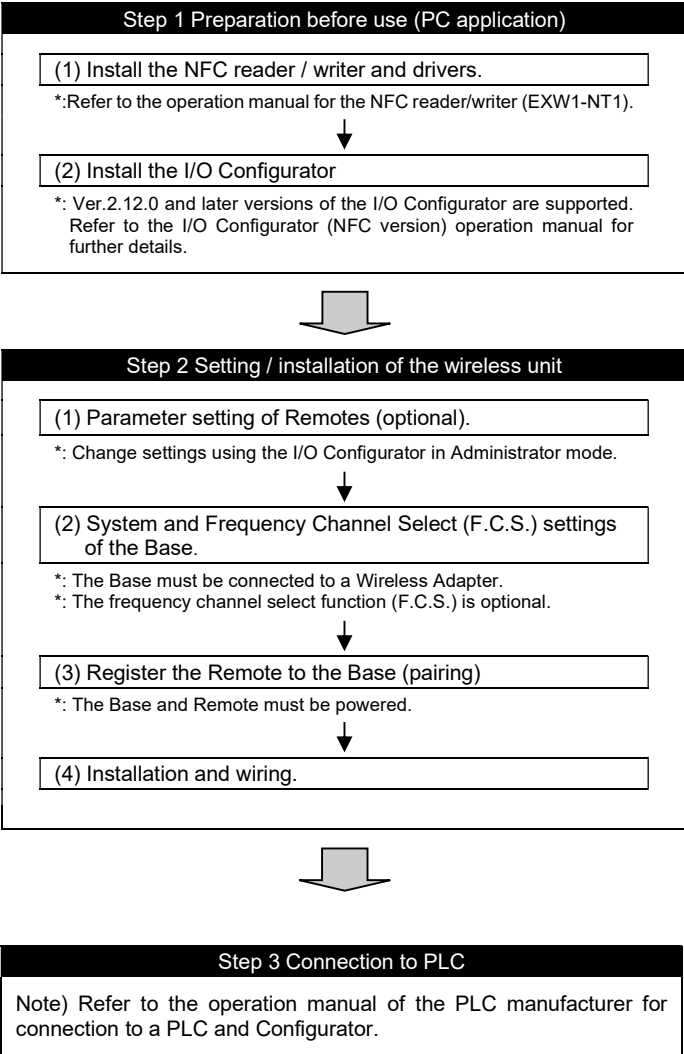 Step 1 Preparation before use (PC application)
(1) Install the NFC reader / writer and drivers.
*:Refer to the operation manual for the NFC reader/writer (EXW1-NT1).
(2) Install the I/O Configurator
*: Ver.2.12.0 and later versions of the I/O Configurator are supported.
Refer to the I/O Configurator (NFC version) operation manual for
further details.
Step 2 Setting / installation of the wireless unit
(1) Parameter setting of Remotes (optional).
*: Change settings using the I/O Configurator in Administrator mode.
(2) System and Frequency Channel Select (F.C.S.) settings
of the Base.
*: The Base must be connected to a Wireless Adapter.
*: The frequency channel select function (F.C.S.) is optional.
(3) Register the Remote to the Base (pairing)
*: The Base and Remote must be powered.
(4) Installation and wiring.
Step 3 Connection to PLC
Note) Refer to the operation manual of the PLC manufacturer for
connection to a PLC and Configurator.